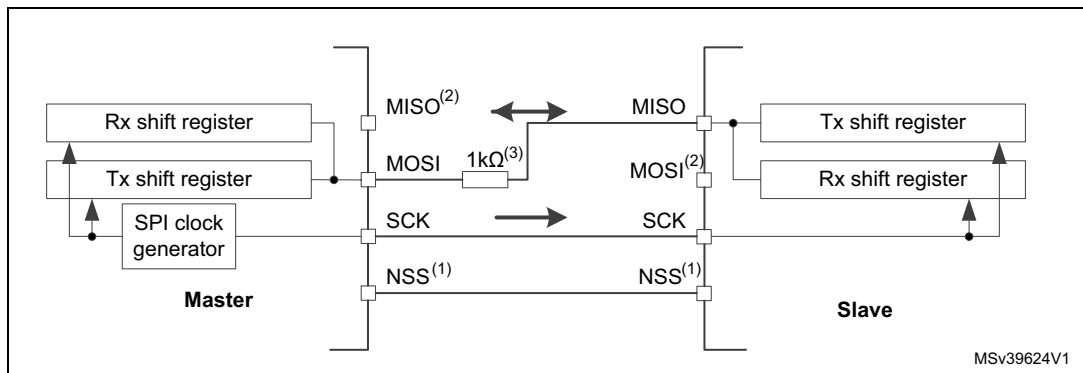 MISO(2)
MISO
Rx shift register
Tx shift register
MOSI
1kΩ(3)
MOSI(2)
Tx shift register
Rx shift register
SPI clock
generator
SCK
SCK
NSS(1)
NSS(1)
Master
Slave
MSv39624V1